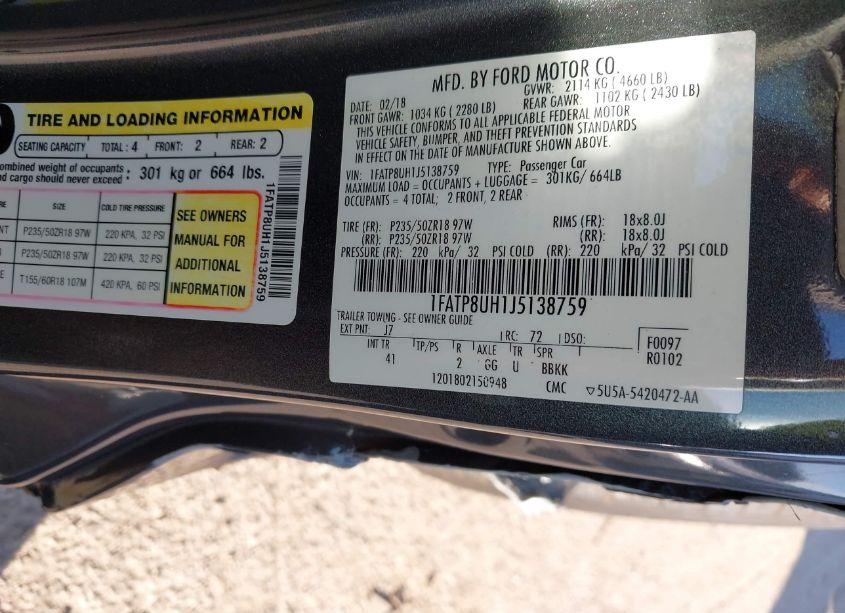 TIRE AND LOADING INFORMATION
SEATING CAPACITY TOTAL: 4 FRONT: 2 REAR: 2
combined weight of occupants
cargo should never exceed : 301 kg or 664 lbs.
SIZE COLD TIRE PRESSURE
P235/50ZR18 97W 220 KPA, 32 PSI
P235/50ZR18 97W 220 KPA, 32 PSI
T155/60R18 107M 420 KPA, 60 PSI
SEE OWNERS
MANUAL FOR
ADDITIONAL
INFORMATION
1FATP8UH1J5138759
MFD. BY FORD MOTOR CO.
DATE: 02/18 GVWR: 2114 KG ( 4660 LB)
FRONT GAWR: 1034 KG ( 2280 LB) REAR GAWR: 1102 KG ( 2430 LB)
THIS VEHICLE CONFORMS TO ALL APPLICABLE FEDERAL MOTOR
VEHICLE SAFETY, BUMPER, AND THEFT PREVENTION STANDARDS
IN EFFECT ON THE DATE OF MANUFACTURE SHOWN ABOVE.
VIN: 1FATP8UH1J5138759 TYPE: Passenger Car
MAXIMUM LOAD = OCCUPANTS + LUGGAGE = 301KG/ 664LB
OCCUPANTS = 4 TOTAL; 2 FRONT, 2 REAR
TIRE (FR): P235/50ZR18 97W RIMS (FR): 18x8.0J
(RR): P235/50ZR18 97W (RR): 18x8.0J
PRESSURE (FR): 220 kPa/ 32 PSI COLD (RR): 220 kPa/ 32 PSI COLD
1FATP8UH1J5138759
TRAILER TOWING - SEE OWNER GUIDE
EXT PNT: J7 RC: 72 DSO: F0097
INT TR TP/PS R AXLE TR SPR R0102
41 2 GG U BBKK
1201802150948 CMC 5U5A-5420472-AA